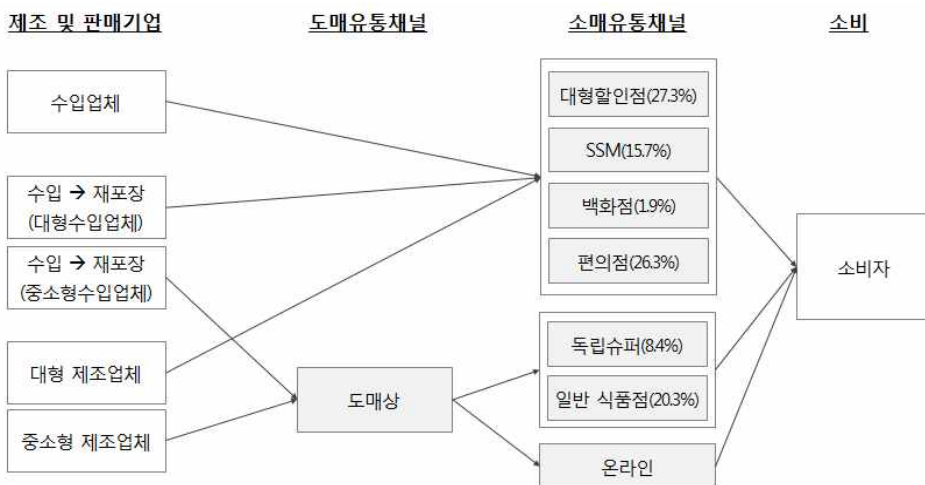 제조 및 판매기업
도매유통채널
소매유통채널
소비
수입업체
수입 → 재포장
(대형수입업체)
수입 → 재포장
(중소형수입업체)
대형 제조업체
중소형 제조업체
도매상
대형할인점(27.3%)
SSM(15.7%)
백화점(1.9%)
편의점(26.3%)
독립슈퍼(8.4%)
일반 식품점(20.3%)
온라인
소비자